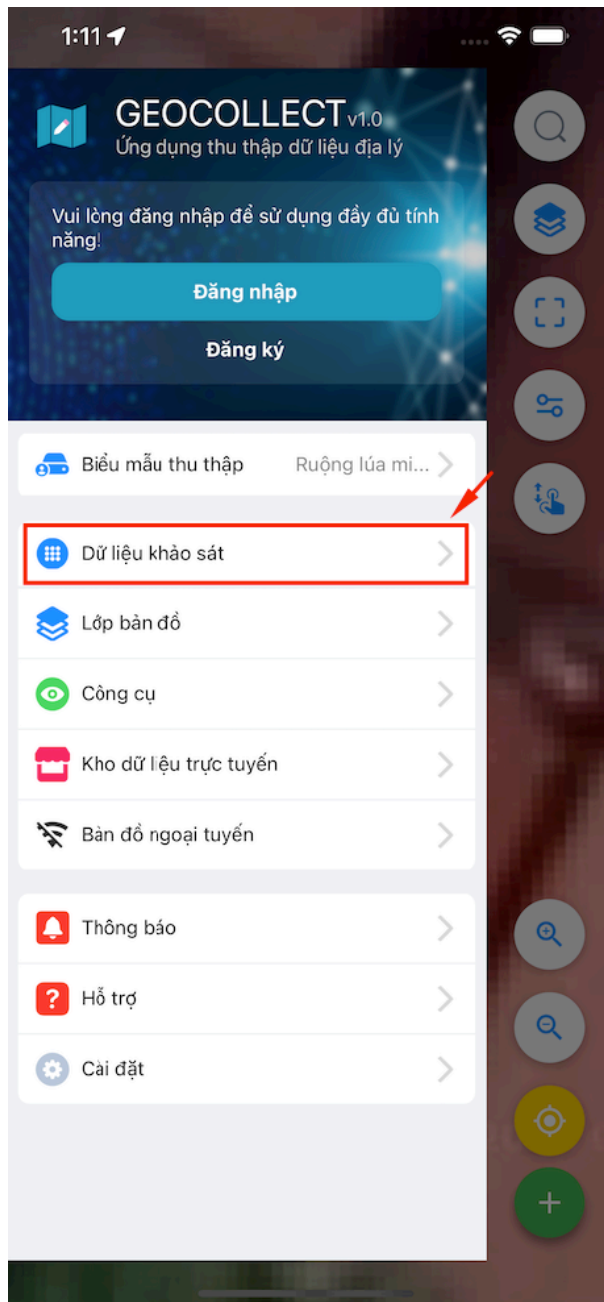 1:11
GEOCOLLECT v1.0
Ứng dụng thu thập dữ liệu địa lý
Vui lòng đăng nhập để sử dụng đầy đủ tính
năng!
Đăng nhập
Đăng ký
Biểu mẫu thu thập Ruộng lúa mi...
Dữ liệu khảo sát
Lớp bản đồ
Công cụ
Kho dữ liệu trực tuyến
Bản đồ ngoại tuyến
Thông báo
Hỗ trợ
Cài đặt